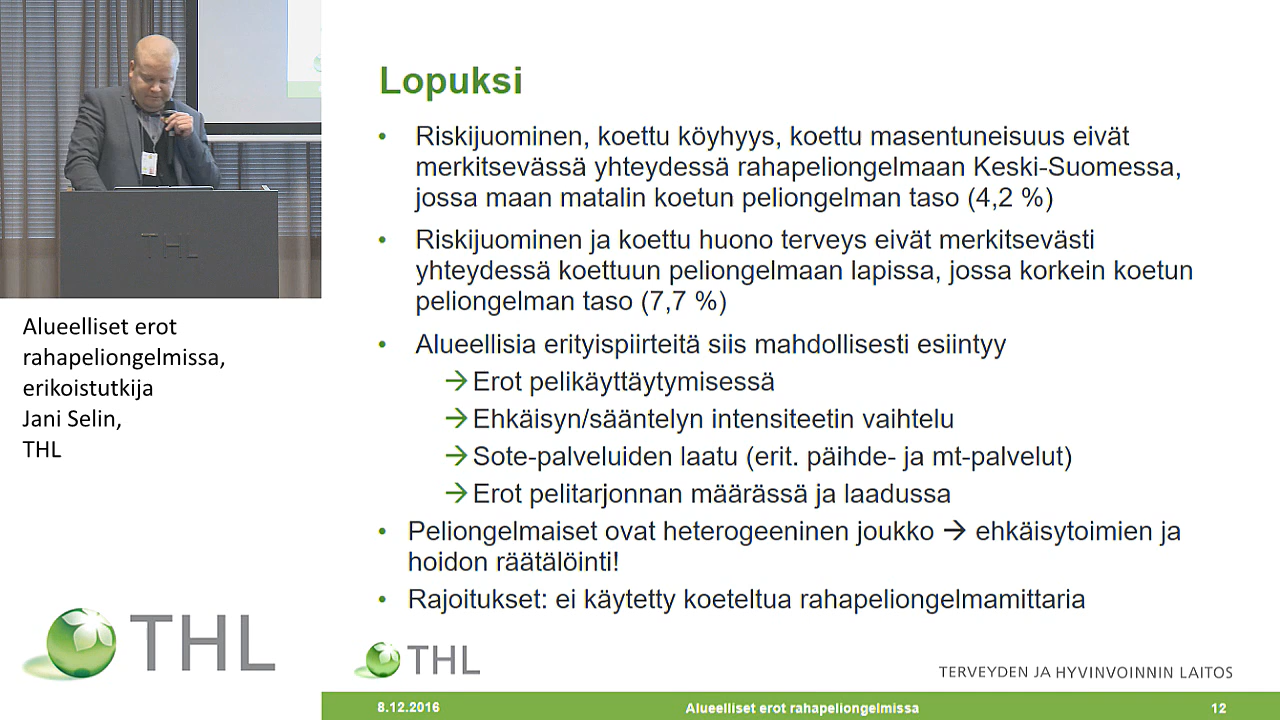 THL
Alueelliset erot
rahapeliongelmissa,
erikoistutkija
Jani Selin,
THL
THL
Lopuksi
• Riskijuominen, koettu köyhyys, koettu masentuneisuus eivät
merkitsevässä yhteydessä rahapeliongelmaan Keski-Suomessa,
jossa maan matalin koetun peliongelman taso (4,2 %)
• Riskijuominen ja koettu huono terveys eivät merkitsevästi
yhteydessä koettuun peliongelmaan lapissa, jossa korkein koetun
peliongelman taso (7,7 %)
• Alueellisia erityispiirteitä siis mahdollisesti esiintyy
→ Erot pelikäyttäytymisessä
→ Ehkäisyn/sääntelyn intensiteetin vaihtelu
→ Sote-palveluiden laatu (erit. päihde- ja mt-palvelut)
→ Erot pelitarjonnan määrässä ja laadussa
• Peliongelmaiset ovat heterogeeninen joukko → ehkäisytoimien ja
hoidon räätälöinti!
• Rajoitukset: ei käytetty koeteltua rahapeliongelmamittaria
THL
TERVEYDEN JA HYVINVOINNIN LAITOS
8.12.2016 Alueelliset erot rahapeliongelmissa 12